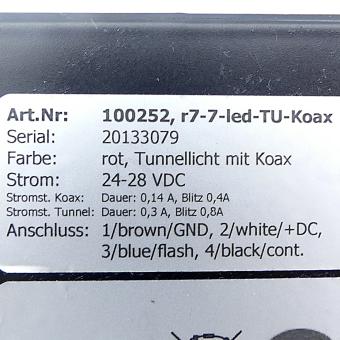 Art.Nr: 100252, r7-7-led-TU-Koax
Serial: 20133079
Farbe: rot, Tunnellicht mit Koax
Strom: 24-28 VDC
Stromst. Koax: Dauer: 0,14 A, Blitz 0,4A
Stromst. Tunnel: Dauer: 0,3 A, Blitz 0,8A
Anschluss: 1/brown/GND, 2/white/+DC,
3/blue/flash, 4/black/cont.